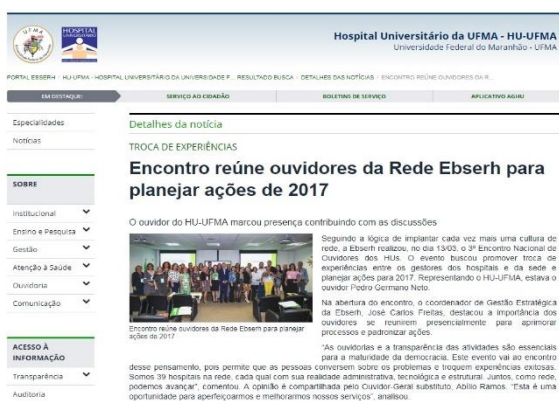 UFMA
HOSPITAL
UNIVERSITÁRIO
Hospital Universitário da UFMA - HU-UFMA
Universidade Federal do Maranhão - UFMA
PORTAL EBSERH › HU-UFMA - HOSPITAL UNIVERSITÁRIO DA UNIVERSIDADE F... RESULTADO BUSCA › DETALHES DAS NOTÍCIAS › ENCONTRO REÚNE OUVIDORES DA R...
EM DESTAQUE: SERVIÇO AO CIDADÃO BOLETINS DE SERVIÇO APLICATIVO AGHU
Especialidades
Notícias
SOBRE
Institucional
Ensino e Pesquisa
Gestão
Atenção à Saúde
Ouvidoria
Comunicação
ACESSO À
INFORMAÇÃO
Transparência
Auditoria
Detalhes da notícia
TROCA DE EXPERIÊNCIAS
Encontro reúne ouvidores da Rede Ebserh para
planejar ações de 2017
O ouvidor do HU-UFMA marcou presença contribuindo com as discussões
Encontro reúne ouvidores da Rede Ebserh para planejar
ações de 2017
Seguindo a lógica de implantar cada vez mais uma cultura de
rede, a Ebserh realizou, no dia 13/03, o 3º Encontro Nacional de
Ouvidores dos HUs. O evento buscou promover troca de
experiências entre os gestores dos hospitais e da sede e
planejar ações para 2017. Representando o HU-UFMA, estava o
ouvidor Pedro Germano Neto.
Na abertura do encontro, o coordenador de Gestão Estratégica
da Ebserh, José Carlos Freitas, destacou a importância dos
ouvidores se reunirem presencialmente para aprimorar
processos e padronizar ações.
"As ouvidorias e a transparência das atividades são essenciais
para a maturidade da democracia. Este evento vai ao encontro
desse pensamento, pois permite que as pessoas conversem sobre os problemas e troquem experiências exitosas.
Somos 39 hospitais na rede, cada qual com sua realidade administrativa, tecnológica e estrutural. Juntos, como rede,
podemos avançar", comentou. A opinião é compartilhada pelo Ouvidor-Geral substituto, Abílio Ramos. "Esta é uma
oportunidade para aperfeiçoarmos e melhorarmos nossos serviços", analisou.